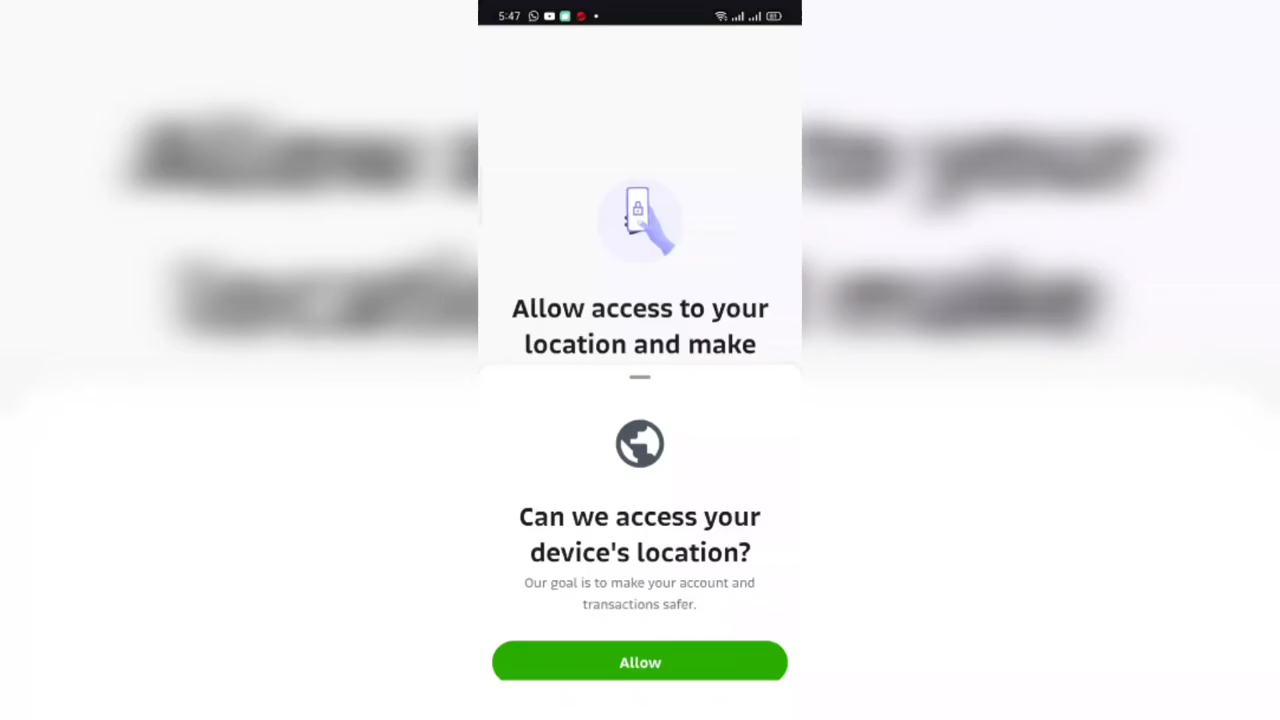 5:47
Allow access to your
location and make
Can we access your
device's location?
Our goal is to make your account and
transactions safer.
Allow